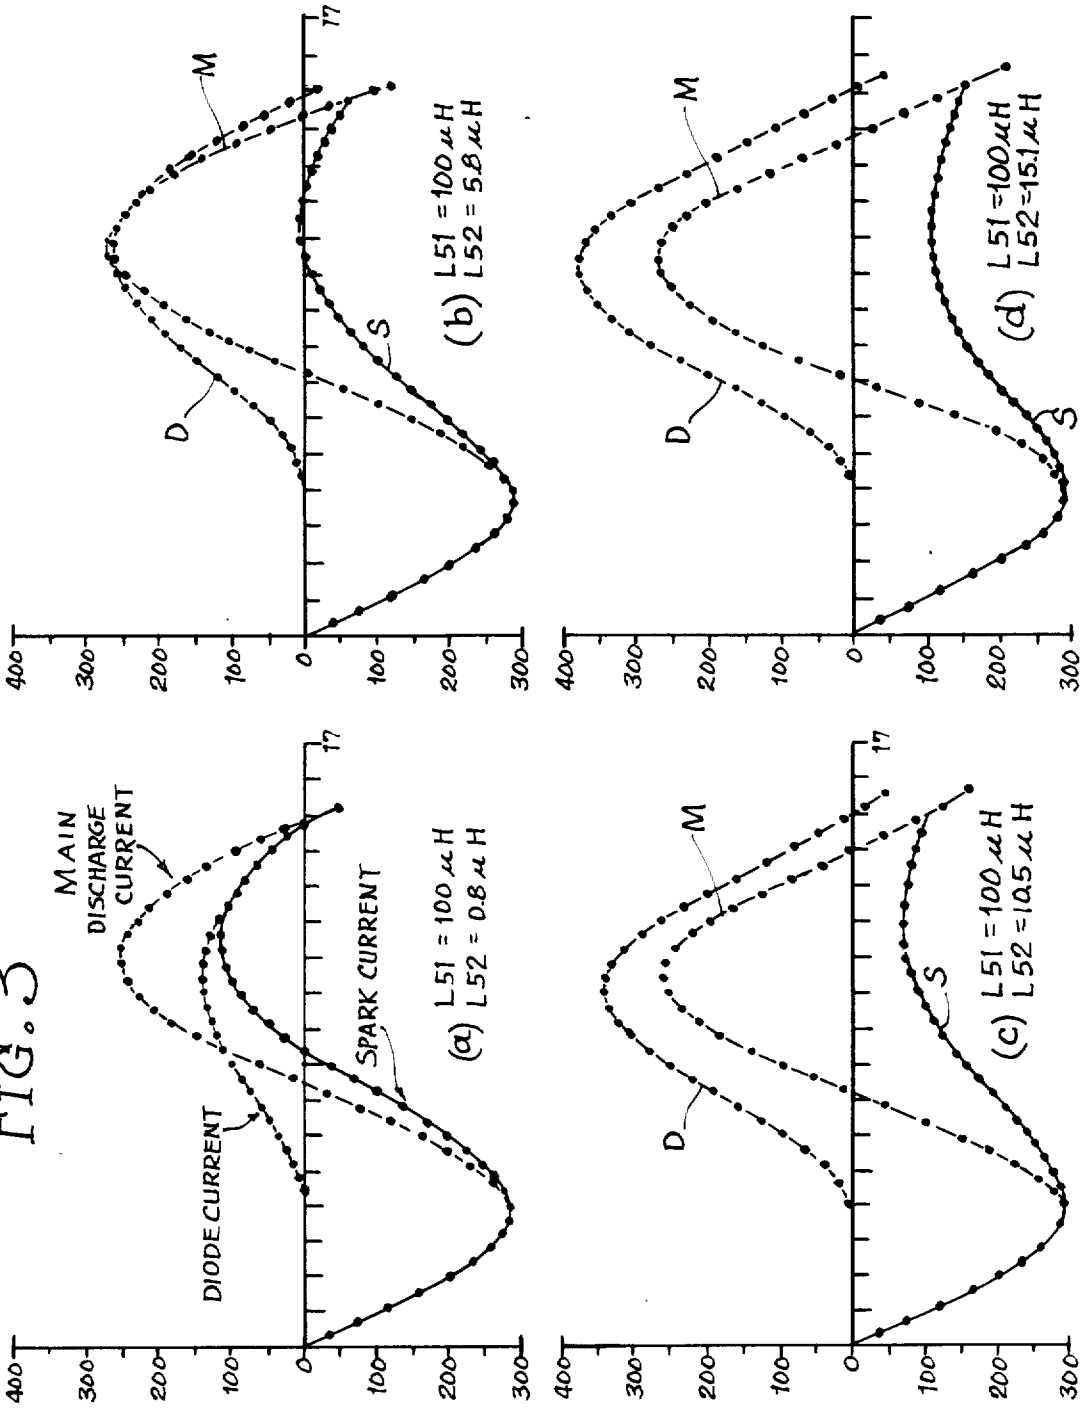 FIG. 3
400
300
200
100
0
100
200
300
17
MAIN
DISCHARGE
CURRENT
DIODE CURRENT
SPARK CURRENT
(a) L51 = 100 μH
L52 = 0.8 μH
400
300
200
100
0
100
200
300
17
M
D
S
(b) L51 = 100 μH
L52 = 5.8 μH
400
300
200
100
0
100
200
300
17
M
D
S
(c) L51 = 100 μH
L52 = 10.5 μH
400
300
200
100
0
100
200
300
M
D
S
(d) L51 = 100 μH
L52 = 15.1 μH